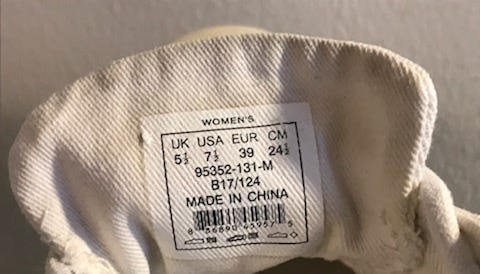 WOMEN'S
UK USA EUR CM
5½ 7½ 39 24½
95352-131-M
B17/124
MADE IN CHINA